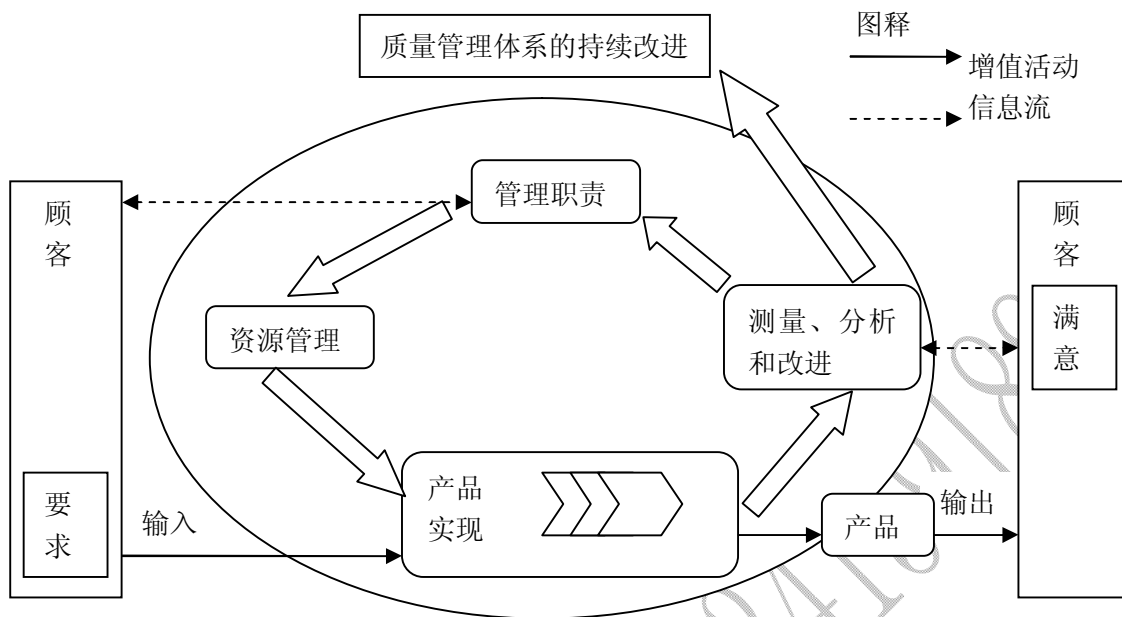 质量管理体系的持续改进
图释
增值活动
信息流
管理职责
顾
客
顾
客
资源管理
测量、分析
和改进
满
意
要
求
输入
产品
实现
产品
输出